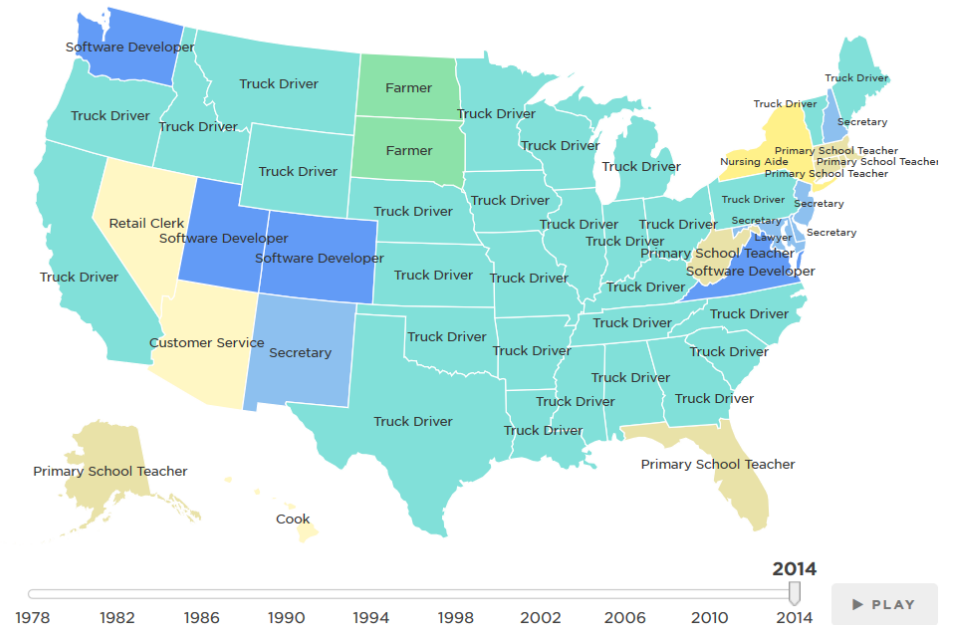 Software Developer
Truck Driver
Farmer
Truck Driver
Truck Driver
Truck Driver
Truck Driver
Truck Driver
Secretary
Truck Driver
Truck Driver
Farmer
Primary School Teacher
Nursing Aide
Primary School Teacher
Truck Driver
Truck Driver
Primary School Teacher
Truck Driver
Truck Driver
Truck Driver
Secretary
Truck Driver
Retail Clerk
Truck Driver
Truck Driver
Secretary
Secretary
Software Developer
Truck Driver
Lawyer
Software Developer
Primary School Teacher
Truck Driver
Truck Driver
Truck Driver
Software Developer
Truck Driver
Truck Driver
Truck Driver
Customer Service
Truck Driver
Truck Driver
Secretary
Truck Driver
Truck Driver
Truck Driver
Truck Driver
Truck Driver
Truck Driver
Truck Driver
Primary School Teacher
Primary School Teacher
Cook
2014
1978 1982 1986 1990 1994 1998 2002 2006 2010 2014
PLAY